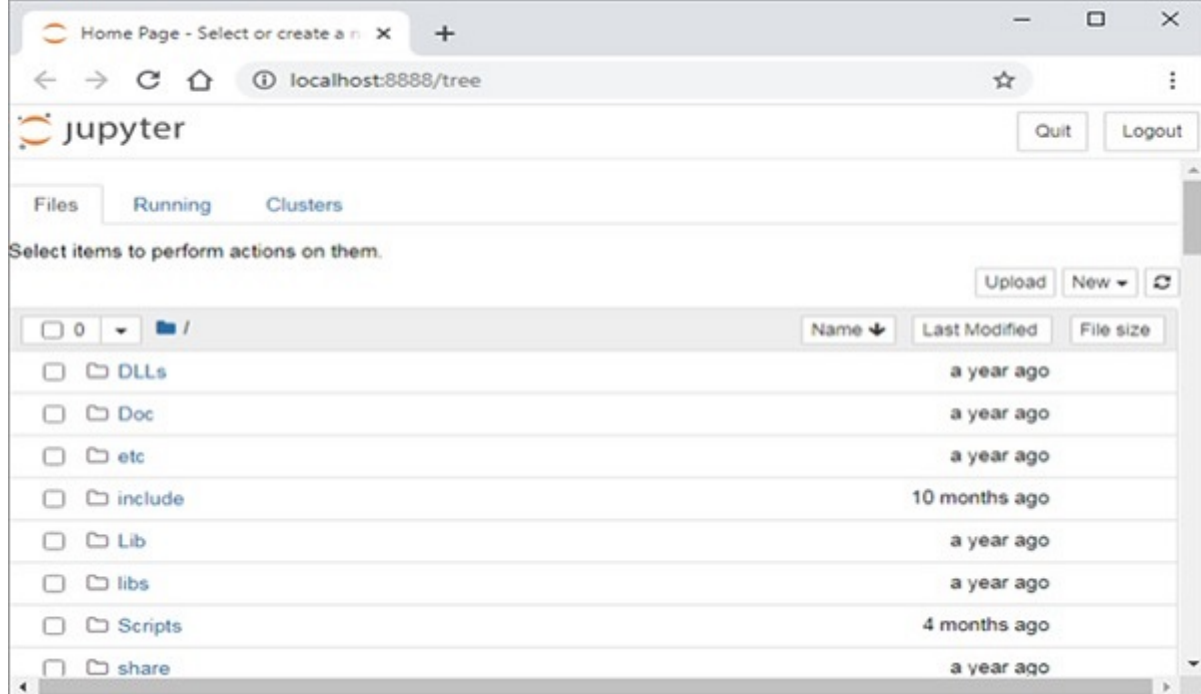 Home Page - Select or create a n
localhost:8888/tree
jupyter
Quit
Logout
Files
Running
Clusters
Select items to perform actions on them.
Upload
New
0
/
Name
Last Modified
File size
DLLs a year ago
Doc a year ago
etc a year ago
include 10 months ago
Lib a year ago
libs a year ago
Scripts 4 months ago
share a year ago